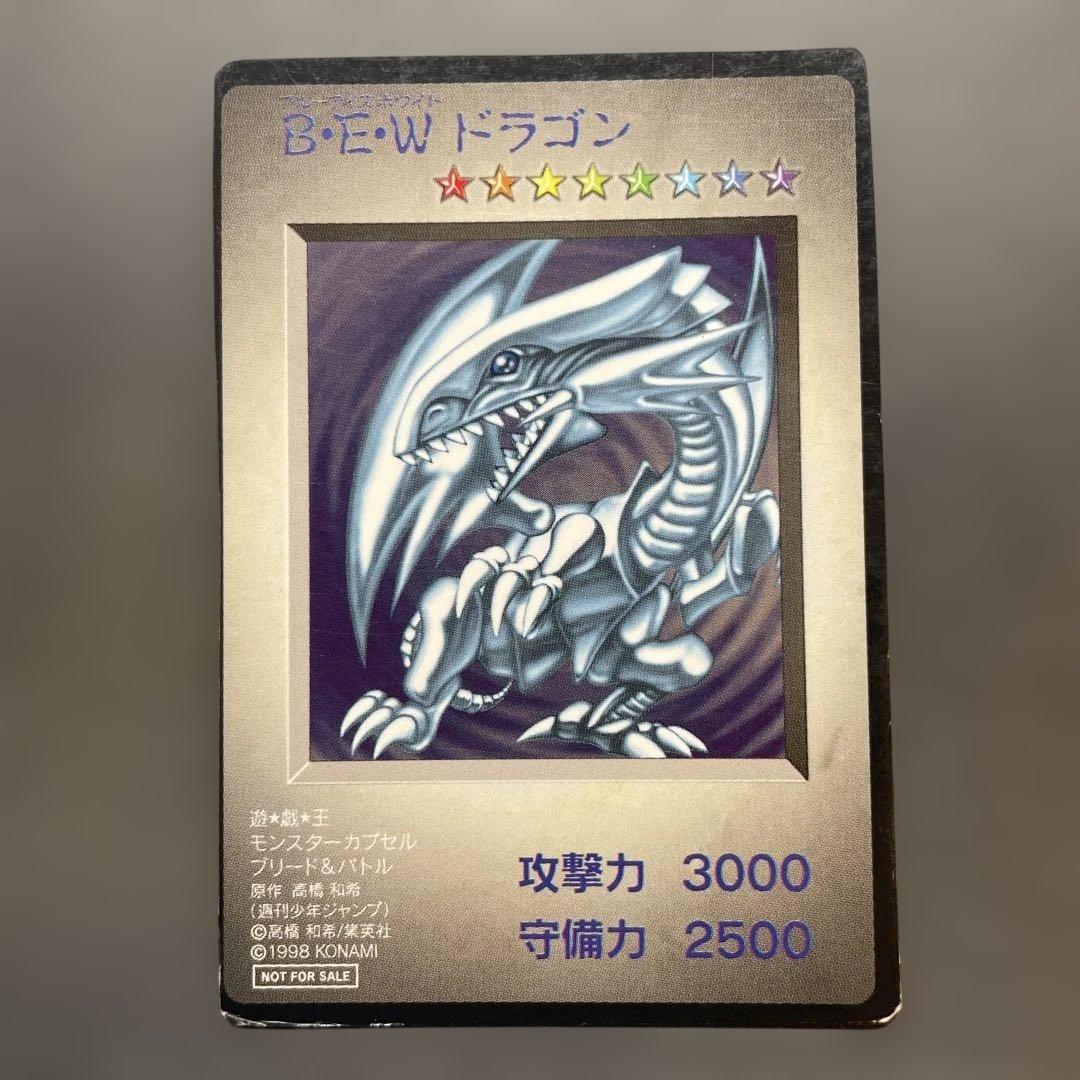 ブルーアイズホワイト
B・E・W ドラゴン
遊★戯★王
モンスターカプセル
ブリード&バトル
原作 高橋 和希
(週刊少年ジャンプ)
©高橋 和希/集英社
©1998 KONAMI
NOT FOR SALE
攻撃力 3000
守備力 2500